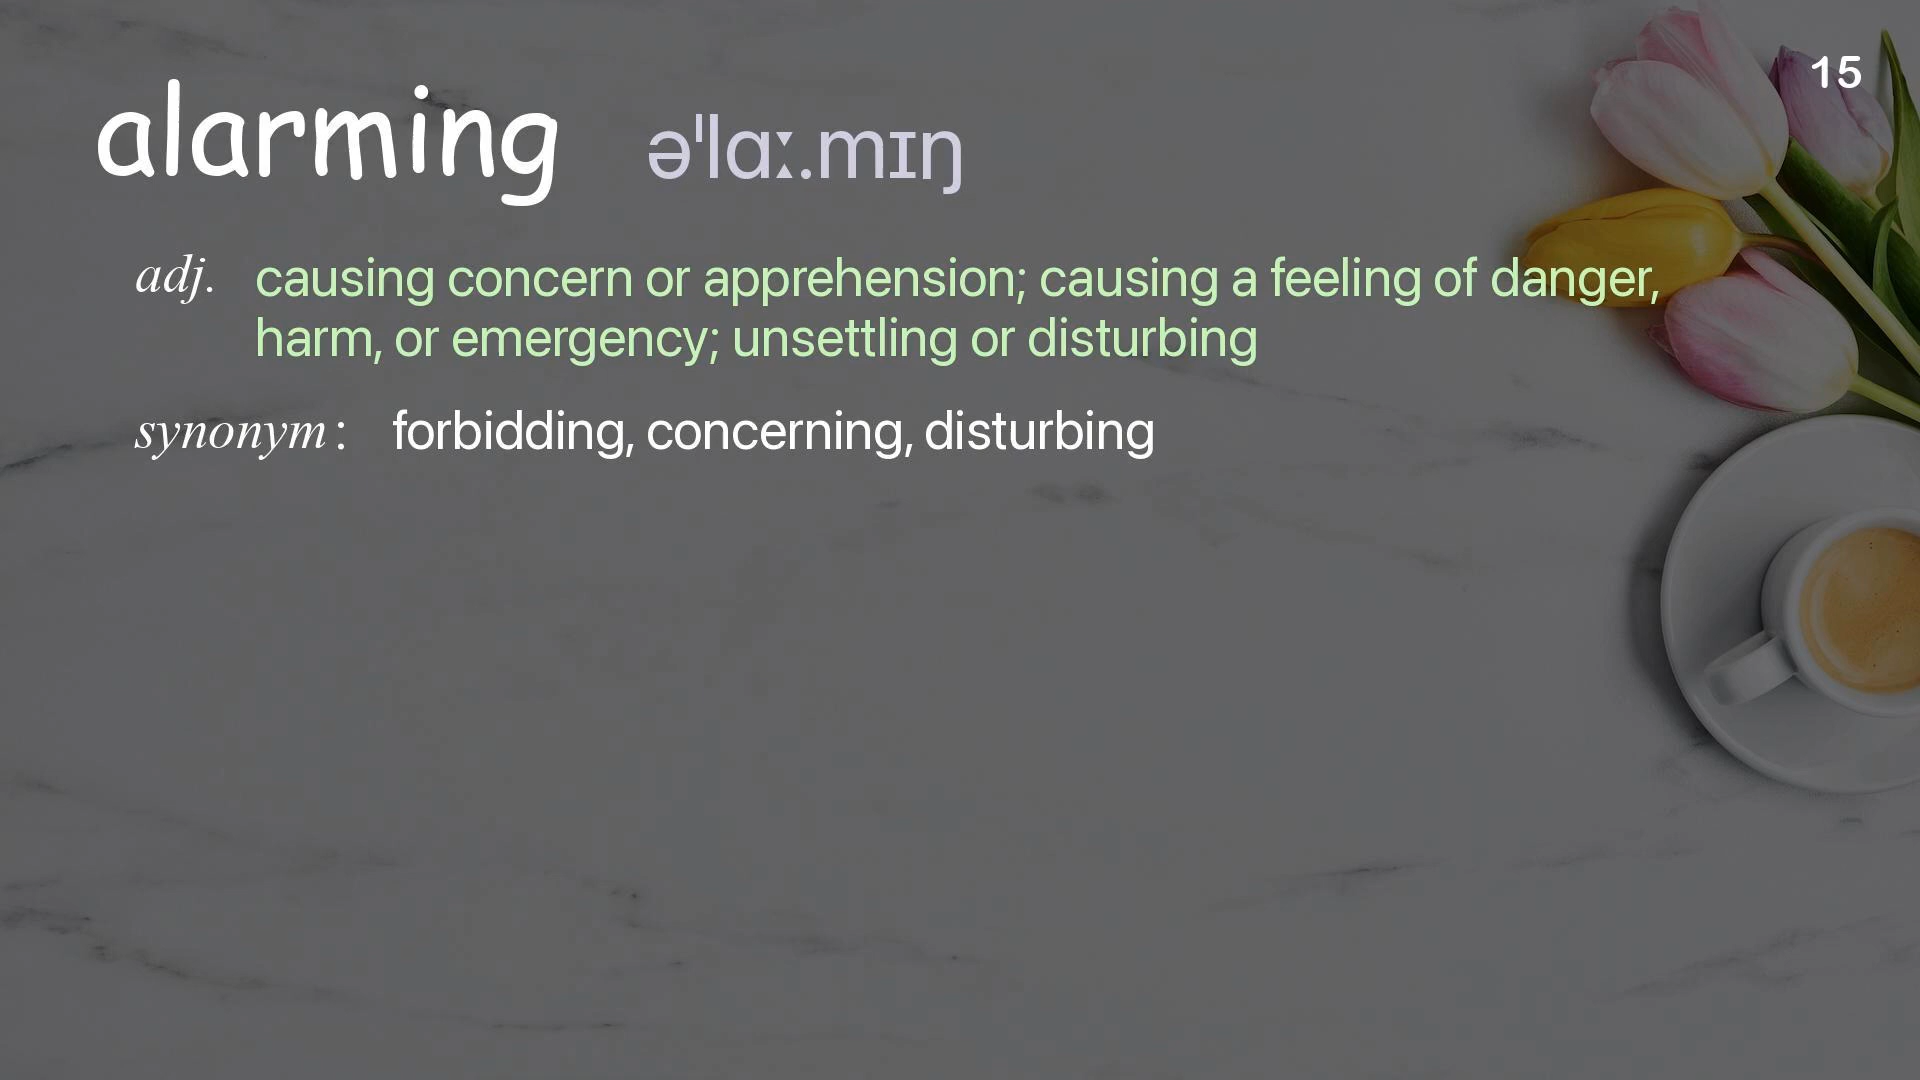 15
alarming əˈlɑː.mɪŋ
adj. causing concern or apprehension; causing a feeling of danger,
harm, or emergency; unsettling or disturbing
synonym : forbidding, concerning, disturbing